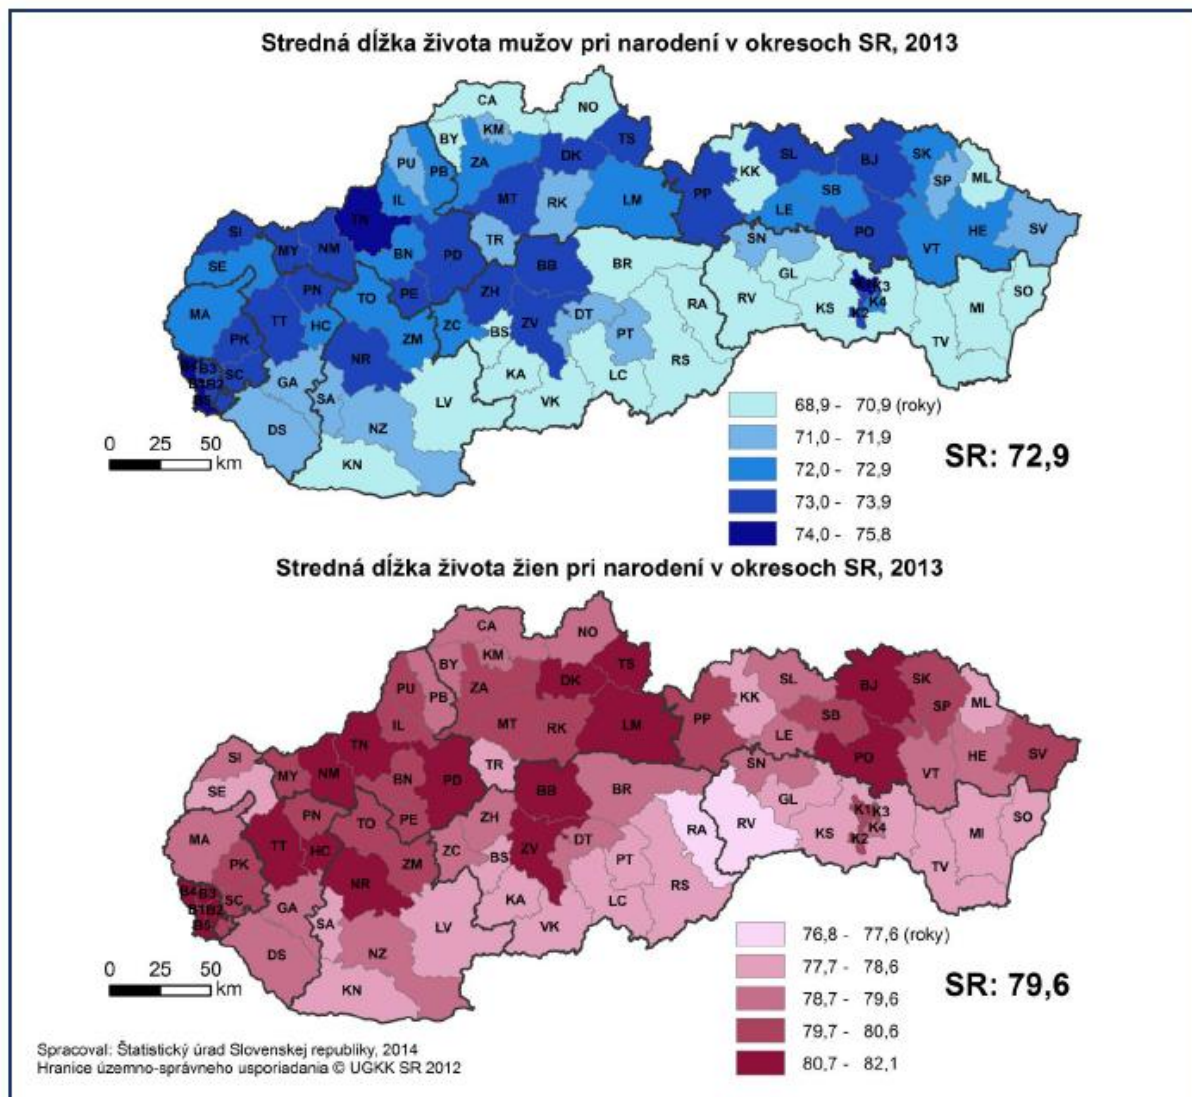 Stredná dĺžka života mužov pri narodení v okresoch SR, 2013
CA
NO
BY
KM
TS
PU
PB
ZA
DK
KK
SL
BJ
SK
SP
ML
IL
MT
RK
LM
PP
SB
LE
HE
SV
TN
TR
PO
VT
SI
MY
NM
BN
PD
BB
SN
SE
BR
GL
SO
PN
TO
PE
ZH
RA
RV
KS
K1
K3
K4
K2
MI
MA
TT
HC
ZM
ZC
BS
ZV
DT
PT
TV
PK
NR
RS
B4
B3
B1
B2
B5
SC
GA
SA
LV
KA
LC
VK
DS
NZ
KN
0 25 50
km
68,9 - 70,9 (roky)
71,0 - 71,9
72,0 - 72,9
73,0 - 73,9
74,0 - 75,8
SR: 72,9
Stredná dĺžka života žien pri narodení v okresoch SR, 2013
CA
NO
BY
KM
TS
PU
PB
ZA
DK
KK
SL
BJ
SK
SP
ML
IL
MT
RK
LM
PP
SB
LE
HE
SV
TN
TR
PO
VT
SI
MY
NM
BN
PD
BB
SN
SE
BR
GL
SO
PN
TO
PE
ZH
RA
RV
KS
K1
K3
K4
K2
MI
MA
TT
HC
ZM
ZC
BS
ZV
DT
PT
TV
PK
NR
RS
B4
B3
B1
B2
B5
SC
GA
SA
LV
KA
LC
VK
DS
NZ
KN
0 25 50
km
76,8 - 77,6 (roky)
77,7 - 78,6
78,7 - 79,6
79,7 - 80,6
80,7 - 82,1
SR: 79,6
Spracoval: Štatistický úrad Slovenskej republiky, 2014
Hranice územno-správneho usporiadania © UGKK SR 2012